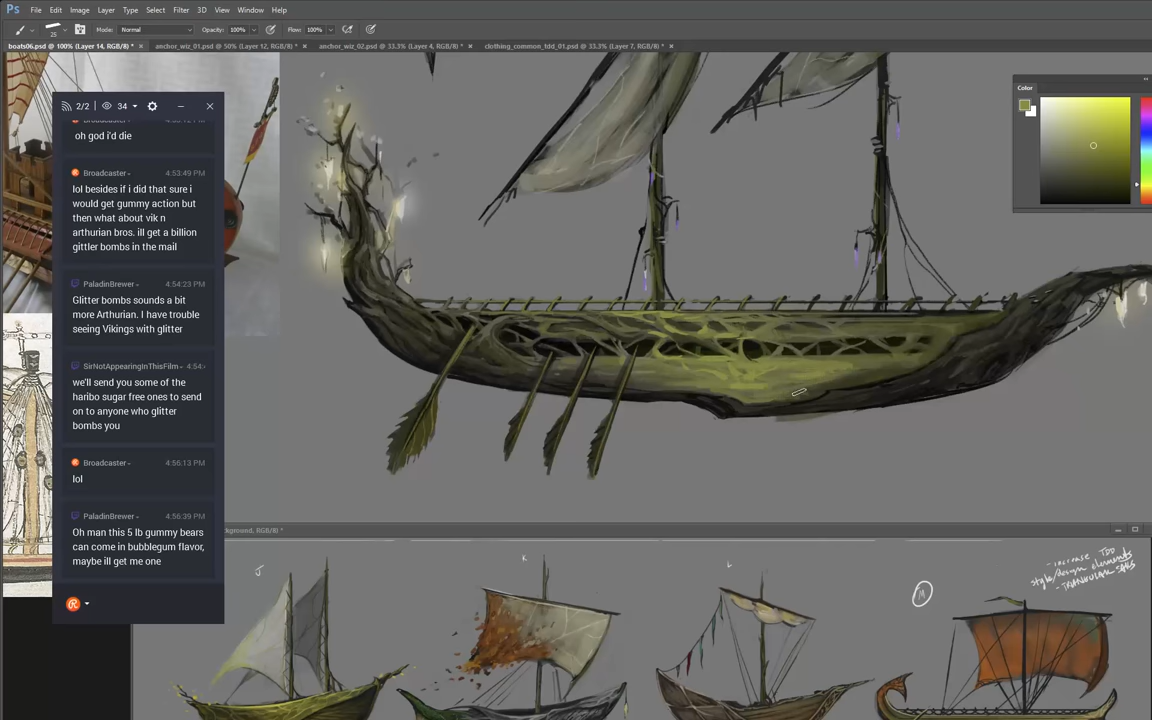 Ps File Edit Image Layer Type Select Filter 3D View Window Help
25 Mode: Normal Opacity: 100% Flow: 100%
boats06.psd @ 100% (Layer 14, RGB/8) * × anchor_wiz_01.psd @ 50% (Layer 12, RGB/8) * × anchor_wiz_02.psd @ 33.3% (Layer 4, RGB/8) * × clothing_common_tdd_01.psd @ 33.3% (Layer 7, RGB/8) * ×
2/2 34
Color
oh god i'd die
Broadcaster 4:53:49 PM
lol besides if i did that sure i
would get gummy action but
then what about vik n
arthurian bros. ill get a billion
gittler bombs in the mail
PaladinBrewer 4:54:23 PM
Glitter bombs sounds a bit
more Arthurian. I have trouble
seeing Vikings with glitter
SirNotAppearingInThisFilm 4:54:
we'll send you some of the
haribo sugar free ones to send
on to anyone who glitter
bombs you
Broadcaster 4:56:13 PM
lol
PaladinBrewer 4:56:39 PM
Oh man this 5 lb gummy bears
can come in bubblegum flavor,
maybe ill get me one
ckground, RGB/8) *
J K L M
- increase TDD
style/design elements
- TRIANGULAR SAILS